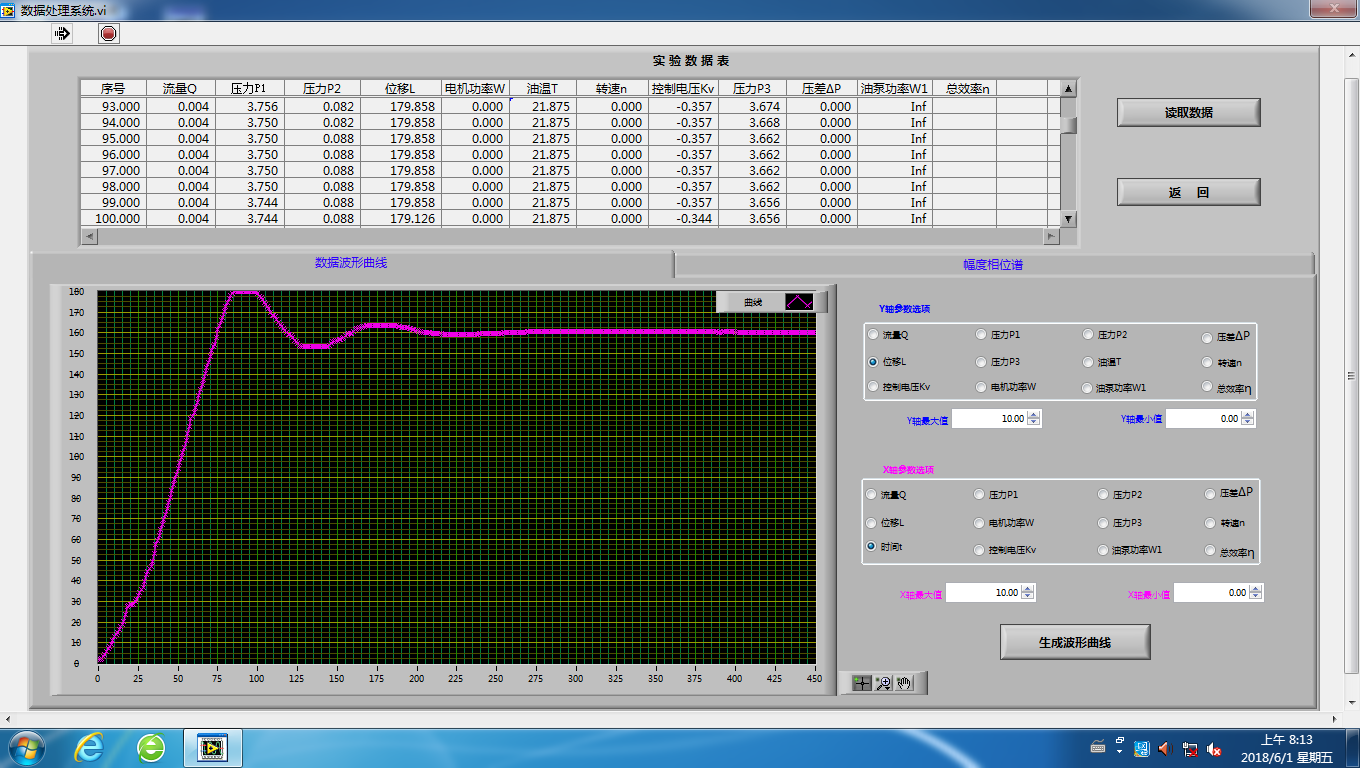 数据处理系统.vi
实验数据表
序号 流量Q 压力P1 压力P2 位移L 电机功率W 油温T 转速n 控制电压Kv 压力P3 压差ΔP 油泵功率W1 总效率η
93.000 0.004 3.756 0.082 179.858 0.000 21.875 0.000 -0.357 3.674 0.000 Inf
94.000 0.004 3.750 0.082 179.858 0.000 21.875 0.000 -0.357 3.668 0.000 Inf
95.000 0.004 3.750 0.088 179.858 0.000 21.875 0.000 -0.357 3.662 0.000 Inf
96.000 0.004 3.750 0.088 179.858 0.000 21.875 0.000 -0.357 3.662 0.000 Inf
97.000 0.004 3.750 0.088 179.858 0.000 21.875 0.000 -0.357 3.662 0.000 Inf
98.000 0.004 3.750 0.088 179.858 0.000 21.875 0.000 -0.357 3.662 0.000 Inf
99.000 0.004 3.744 0.088 179.858 0.000 21.875 0.000 -0.357 3.656 0.000 Inf
100.000 0.004 3.744 0.088 179.126 0.000 21.875 0.000 -0.344 3.656 0.000 Inf
读取数据
返 回
数据波形曲线 幅度相位谱
曲线
180
170
160
150
140
130
120
110
100
90
80
70
60
50
40
30
20
10
0
0 25 50 75 100 125 150 175 200 225 250 275 300 325 350 375 400 425 450
Y轴参数选项
流量Q 压力P1 压力P2 压差ΔP
位移L 压力P3 油温T 转速n
控制电压Kv 电机功率W 油泵功率W1 总效率η
Y轴最大值 10.00 Y轴最小值 0.00
X轴参数选项
流量Q 压力P1 压力P2 压差ΔP
位移L 电机功率W 压力P3 转速n
时间t 控制电压Kv 油泵功率W1 总效率η
X轴最大值 10.00 X轴最小值 0.00
生成波形曲线
上午 8:13
2018/6/1 星期五